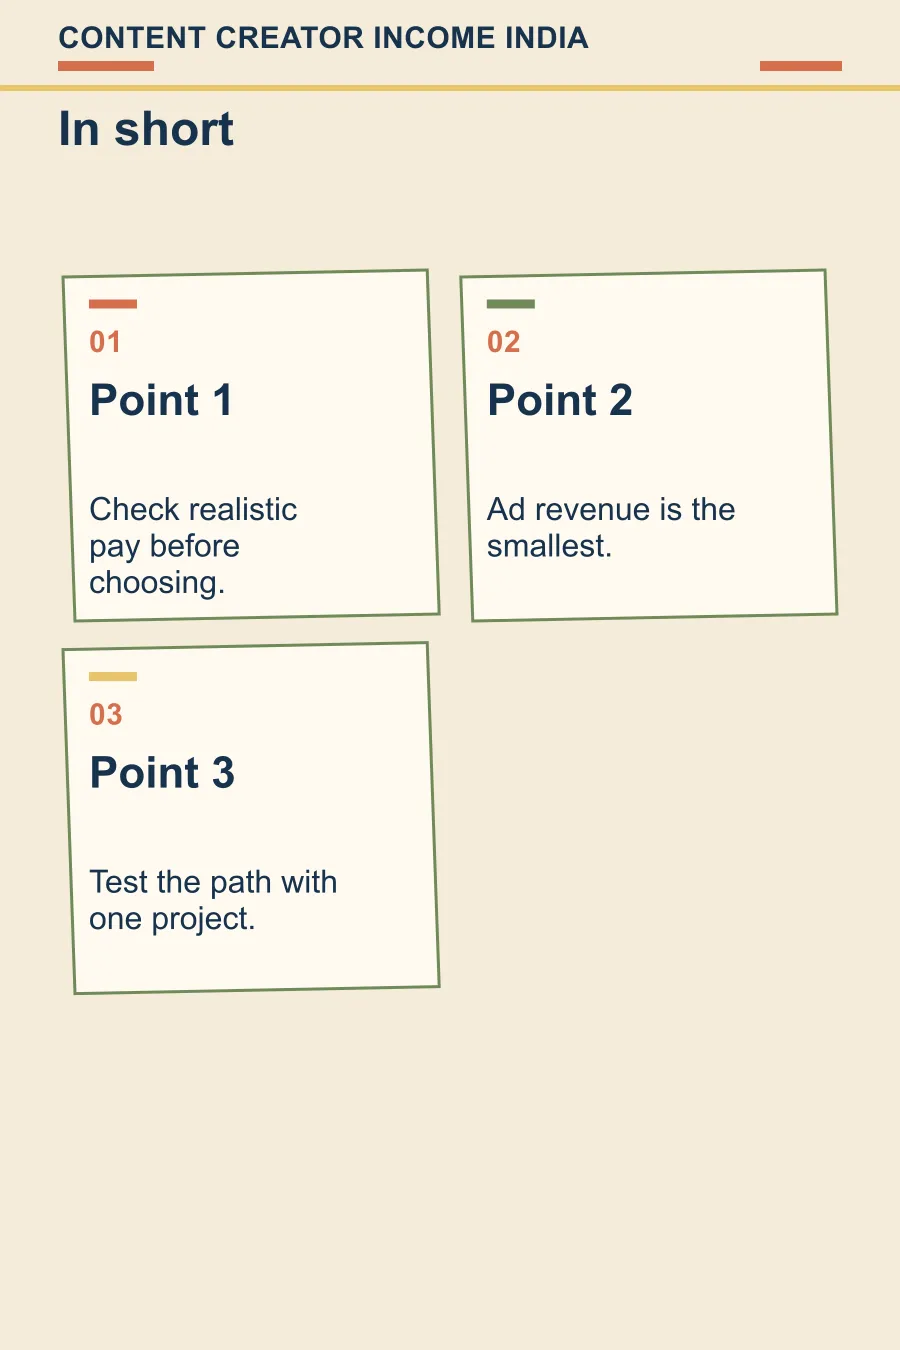 CONTENT CREATOR INCOME INDIA
In short
01
Point 1
Check realistic
pay before
choosing.
02
Point 2
Ad revenue is the
smallest.
03
Point 3
Test the path with
one project.